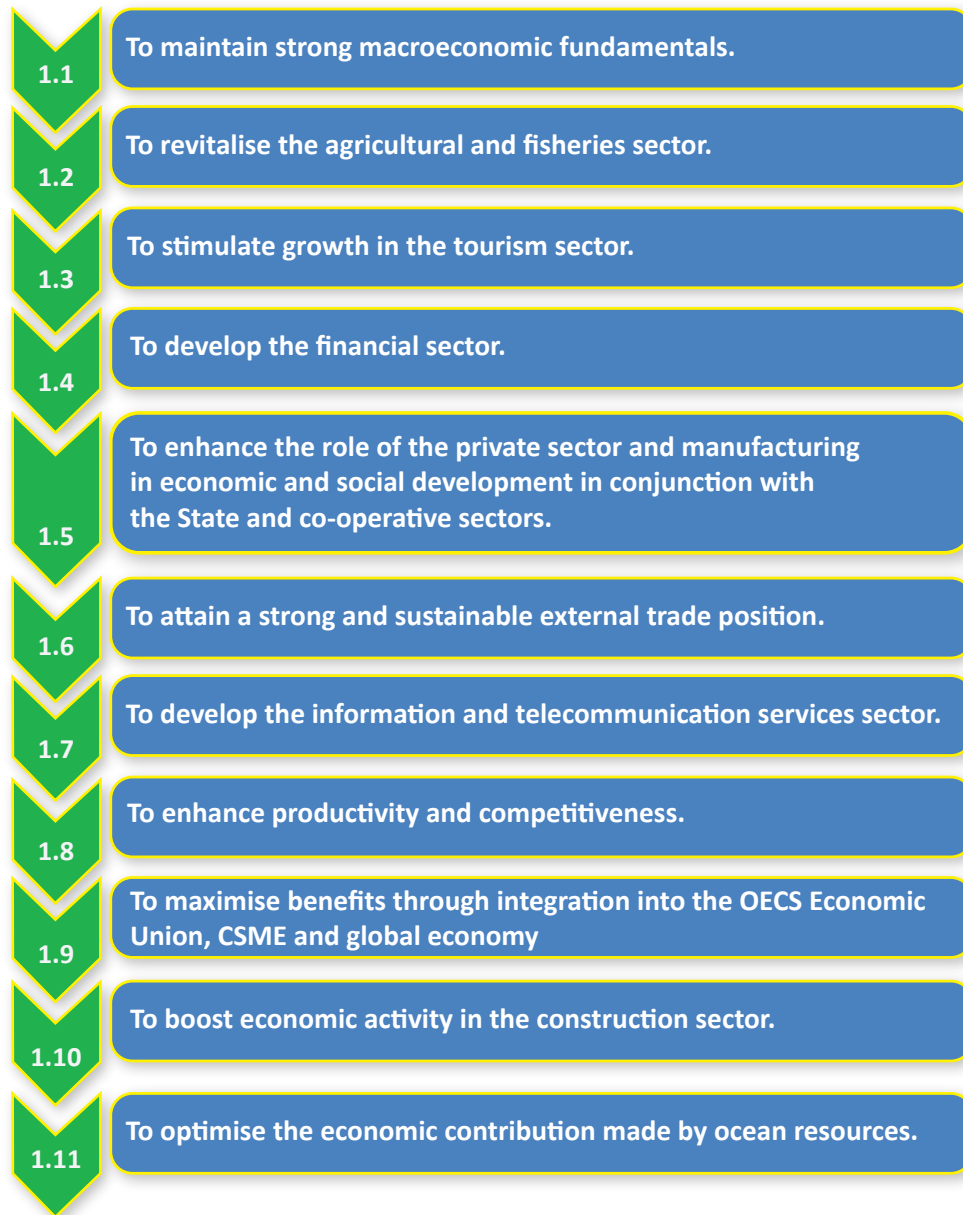 1.1
To maintain strong macroeconomic fundamentals.
1.2
To revitalise the agricultural and fisheries sector.
1.3
To stimulate growth in the tourism sector.
1.4
To develop the financial sector.
1.5
To enhance the role of the private sector and manufacturing
in economic and social development in conjunction with
the State and co-operative sectors.
1.6
To attain a strong and sustainable external trade position.
1.7
To develop the information and telecommunication services sector.
1.8
To enhance productivity and competitiveness.
1.9
To maximise benefits through integration into the OECS Economic
Union, CSME and global economy
1.10
To boost economic activity in the construction sector.
1.11
To optimise the economic contribution made by ocean resources.